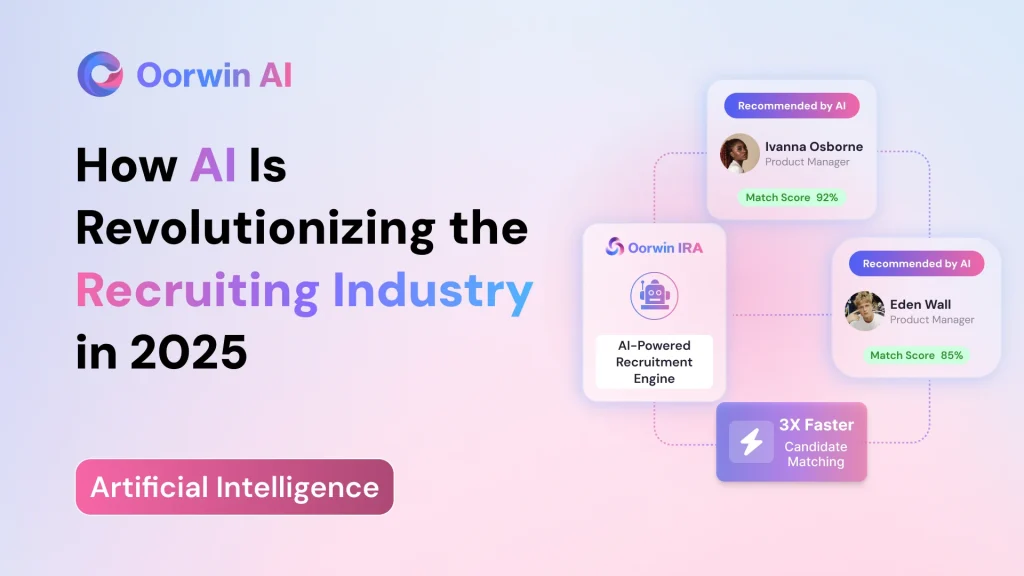 Oorwin AI
How AI Is
Revolutionizing the
Recruiting Industry
in 2025
Artificial Intelligence
Recommended by AI
Ivanna Osborne
Product Manager
Match Score 92%
Oorwin IRA
AI-Powered
Recruitment
Engine
Recommended by AI
Eden Wall
Product Manager
Match Score 85%
3X Faster
Candidate
Matching